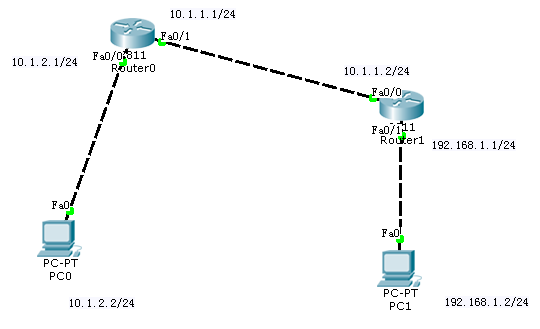 10.1.1.1/24
Fa0/1
Fa0/0
811
Router0
10.1.2.1/24
10.1.1.2/24
Fa0/0
11
Fa0/1
Router1
192.168.1.1/24
Fa0
PC-PT
PC0
10.1.2.2/24
Fa0
PC-PT
PC1
192.168.1.2/24